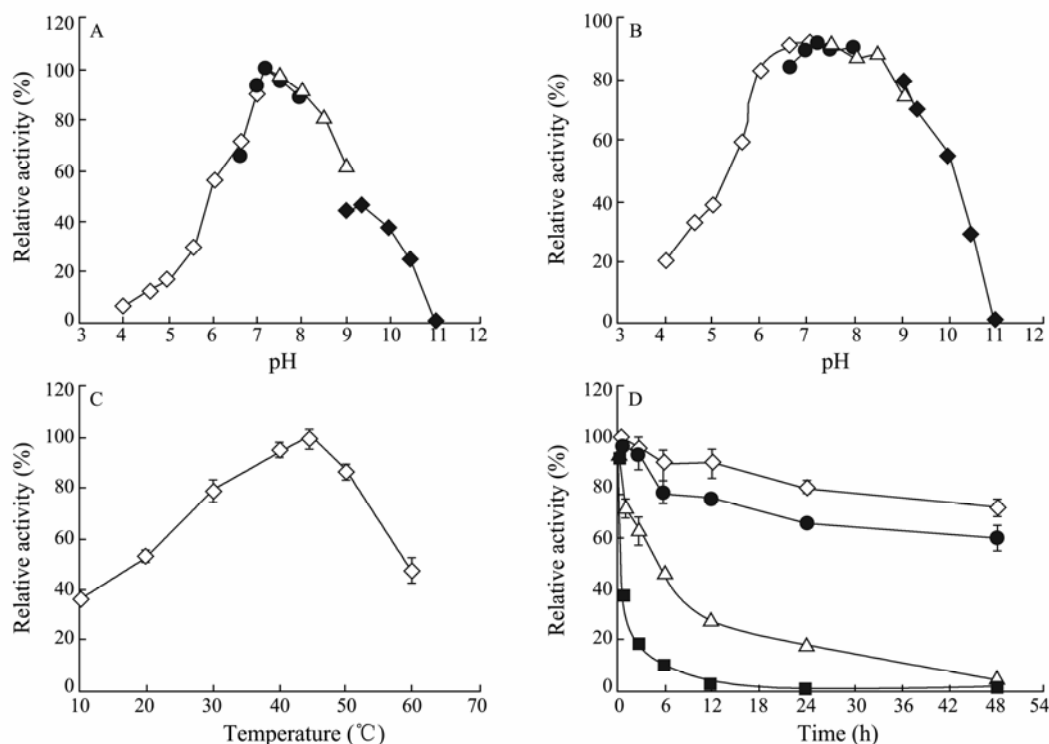 A
Relative activity (%)
120
100
80
60
40
20
0
3 4 5 6 7 8 9 10 11 12
pH
B
Relative activity (%)
100
80
60
40
20
0
3 4 5 6 7 8 9 10 11 12
pH
C
Relative activity (%)
120
100
80
60
40
20
0
10 20 30 40 50 60 70
Temperature (℃)
D
Relative activity (%)
120
100
80
60
40
20
0
0 6 12 18 24 30 36 42 48 54
Time (h)